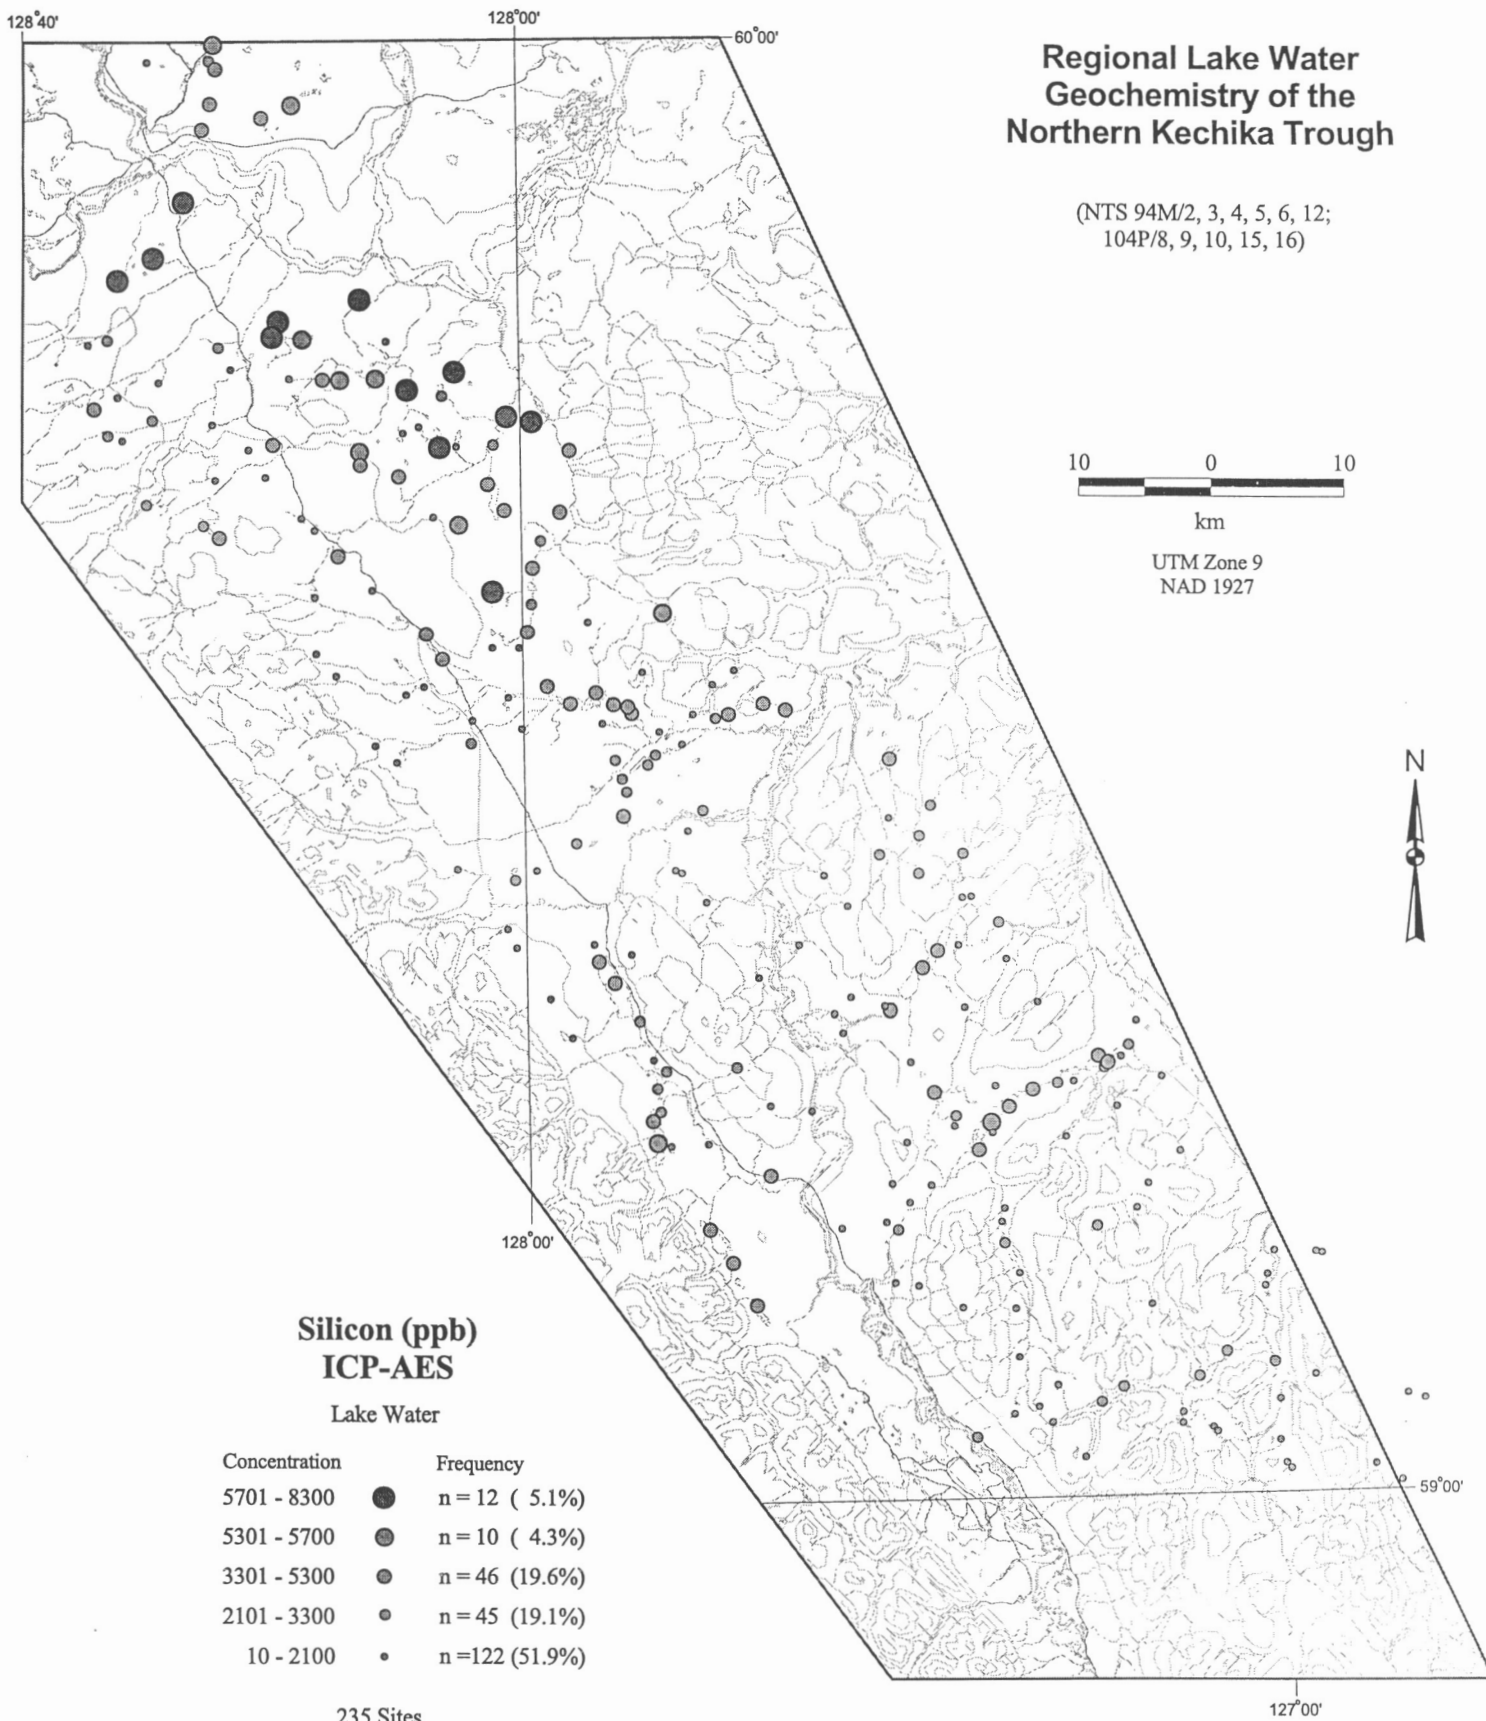 128°40'
128°00'
60°00'
Regional Lake Water
Geochemistry of the
Northern Kechika Trough
(NTS 94M/2, 3, 4, 5, 6, 12;
104P/8, 9, 10, 15, 16)
10 0 10
km
UTM Zone 9
NAD 1927
N
128°00'
Silicon (ppb)
ICP-AES
Lake Water
Concentration Frequency
5701 - 8300 n = 12 ( 5.1%)
5301 - 5700 n = 10 ( 4.3%)
3301 - 5300 n = 46 (19.6%)
2101 - 3300 n = 45 (19.1%)
10 - 2100 n =122 (51.9%)
235 Sites
59°00'
127°00'